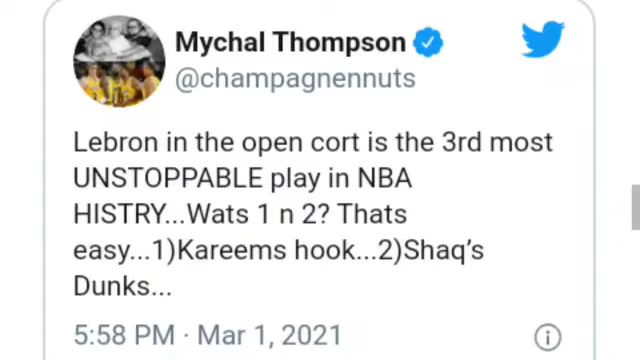 Mychal Thompson
@champagnennuts
Lebron in the open cort is the 3rd most
UNSTOPPABLE play in NBA
HISTRY...Wats 1 n 2? Thats
easy...1)Kareems hook...2)Shaq’s
Dunks...
5:58 PM · Mar 1, 2021